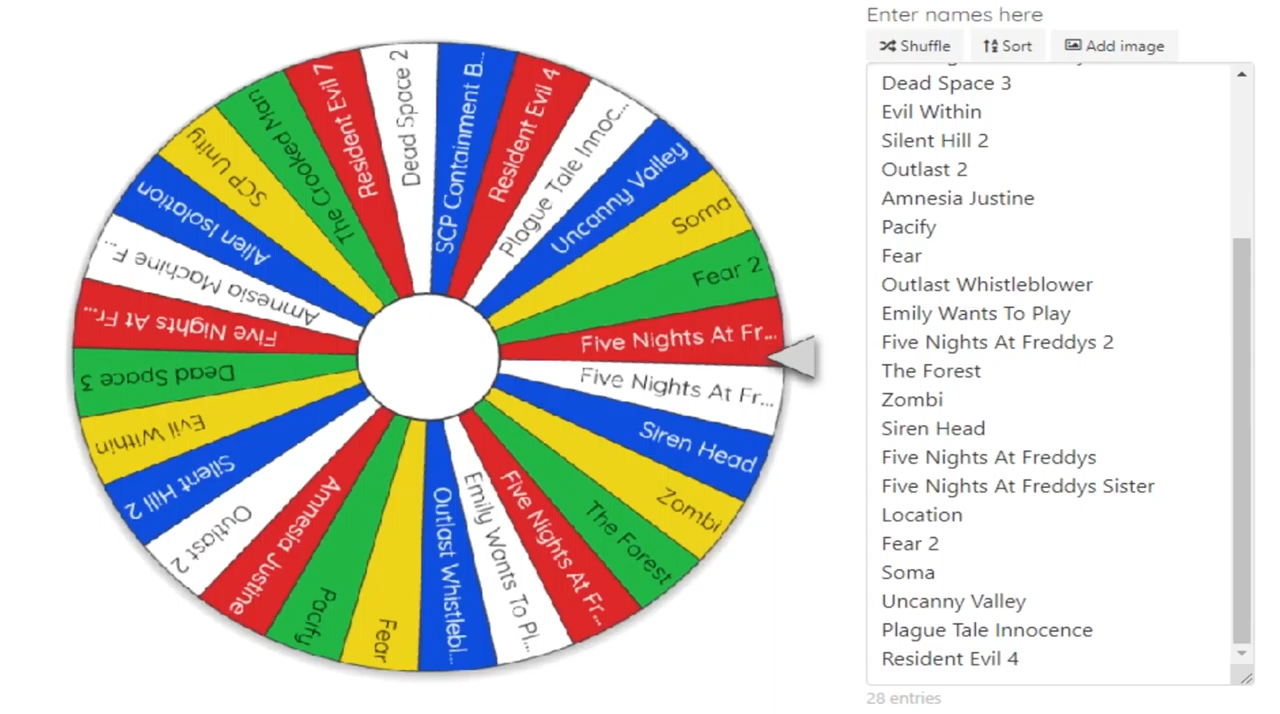 Enter names here
Shuffle
Sort
Add image
Dead Space 3
Evil Within
Silent Hill 2
Outlast 2
Amnesia Justine
Pacify
Fear
Outlast Whistleblower
Emily Wants To Play
Five Nights At Freddys 2
The Forest
Zombi
Siren Head
Five Nights At Freddys
Five Nights At Freddys Sister
Location
Fear 2
Soma
Uncanny Valley
Plague Tale Innocence
Resident Evil 4
28 entries
Dead Space 2
SCP Containment B...
Resident Evil 4
Plague Tale Innoc...
Uncanny Valley
Soma
Fear 2
Five Nights At Fr...
Five Nights At Fr...
Siren Head
Zombi
The Forest
Five Nights At Fr...
Emily Wants To Pl...
Outlast Whistlebl...
Fear
Pacify
Amnesia Justine
Outlast 2
Silent Hill 2
Evil Within
Dead Space 3
Five Nights At Fr...
Amnesia Machine F...
Alien Isolation
SCP Unity
The Crooked Man
Resident Evil 7